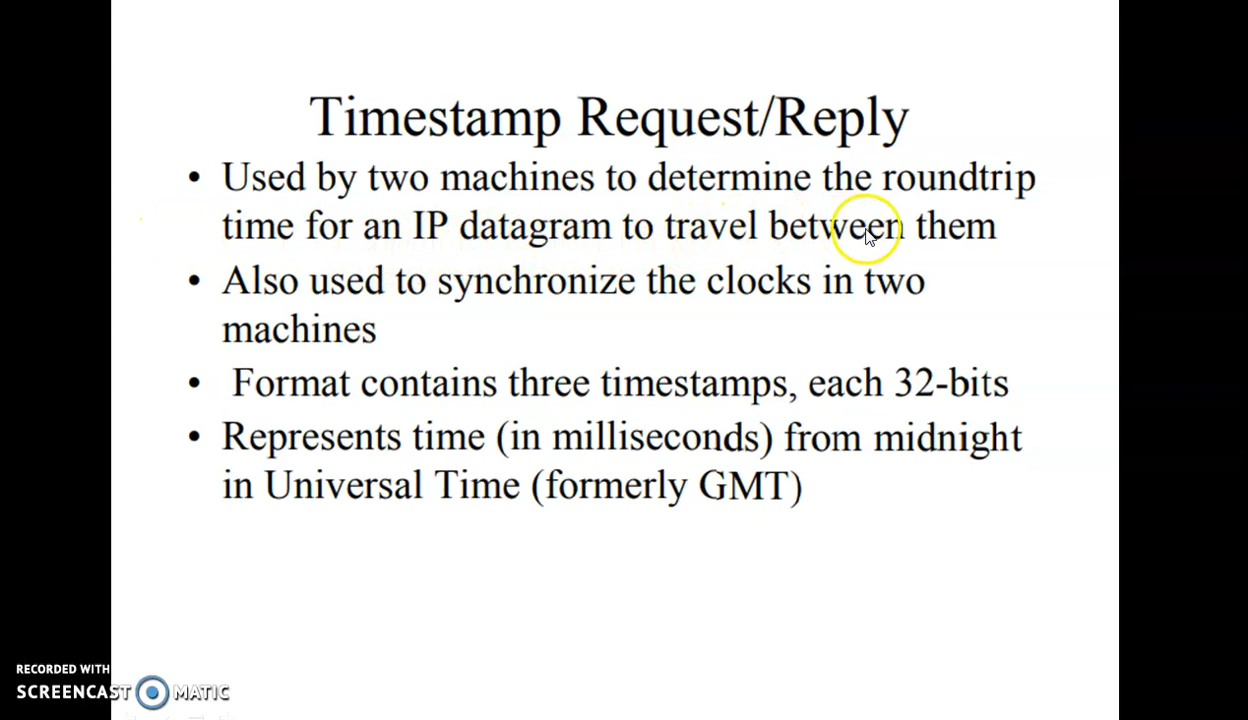 Timestamp Request/Reply
• Used by two machines to determine the roundtrip
time for an IP datagram to travel between them
• Also used to synchronize the clocks in two
machines
• Format contains three timestamps, each 32-bits
• Represents time (in milliseconds) from midnight
in Universal Time (formerly GMT)
RECORDED WITH
SCREENCAST MATIC